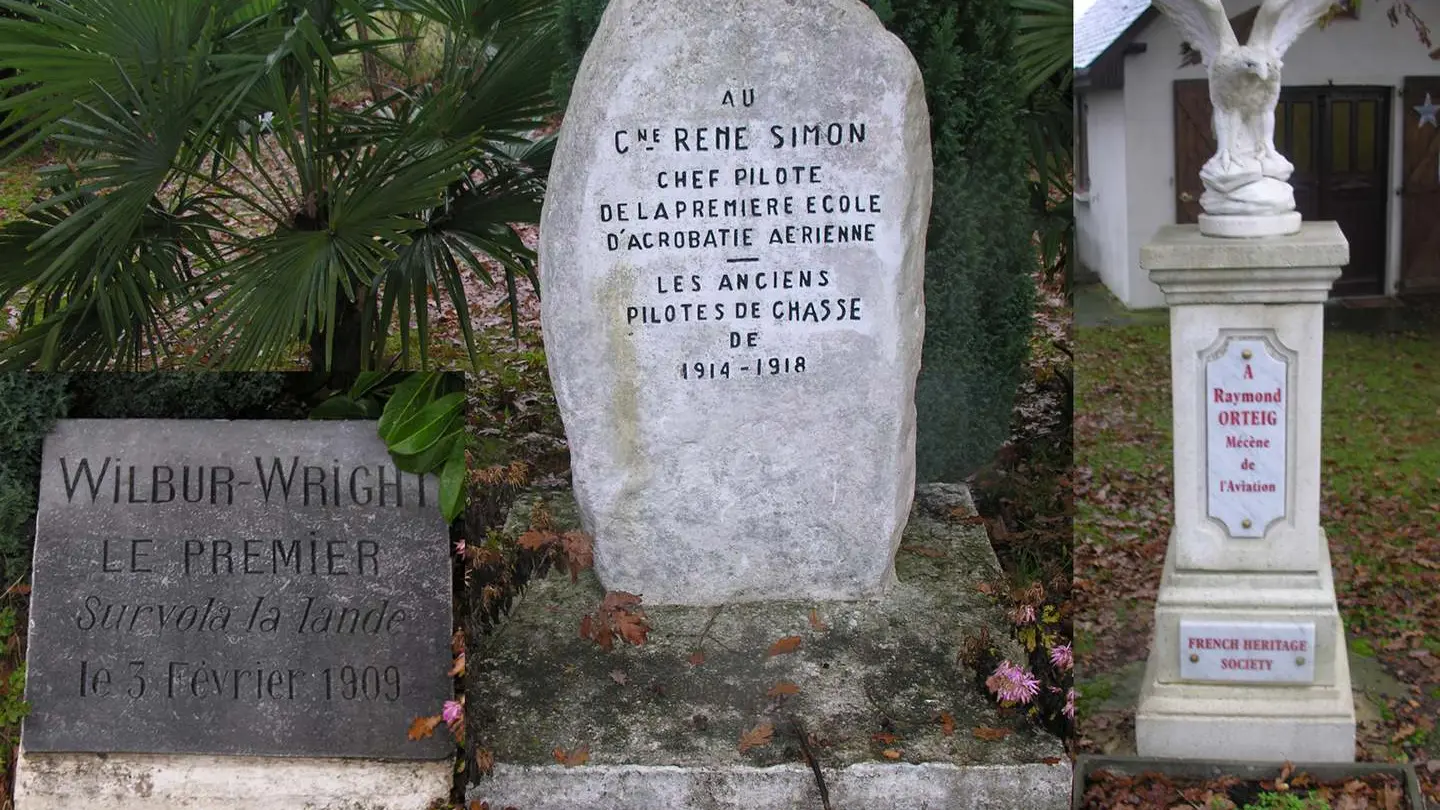 AU
Cne RENE SIMON
CHEF PILOTE
DE LA PREMIERE ECOLE
D'ACROBATIE AERIENNE
LES ANCIENS
PILOTES DE CHASSE
DE
1914-1918
WILBUR-WRIGHT
LE PREMIER
Survola la lande
le 3 Février 1909
A
Raymond
ORTEIG
Mécène
de
l'Aviation
FRENCH HERITAGE
SOCIETY